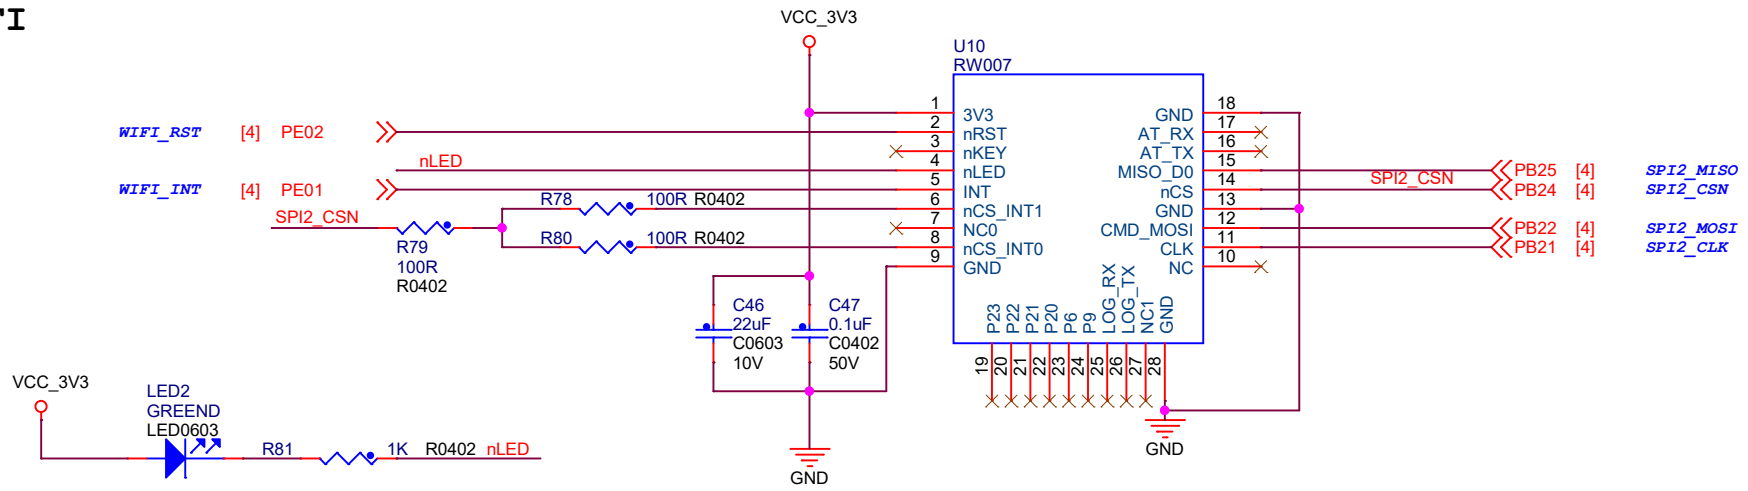 VCC_3V3
U10
RW007
WIFI_RST [4] PE02
WIFI_INT [4] PE01
nLED
SPI2_CSN
R79
100R
R0402
R78 100R R0402
R80 100R R0402
1 3V3
2 nRST
3 nKEY
4 nLED
5 INT
6 nCS_INT1
7 NC0
8 nCS_INT0
9 GND
GND 18
AT_RX 17
AT_TX 16
MISO_D0 15
nCS 14
GND 13
CMD_MOSI 12
CLK 11
NC 10
P23 19
P22 20
P21 21
P20 22
P6 23
P9 24
LOG_RX 25
LOG_TX 26
NC1 27
GND 28
SPI2_CSN
PB25 [4] SPI2_MISO
PB24 [4] SPI2_CSN
PB22 [4] SPI2_MOSI
PB21 [4] SPI2_CLK
C46
22uF
C0603
10V
C47
0.1uF
C0402
50V
GND
GND
VCC_3V3
LED2
GREEND
LED0603
R81 1K R0402 nLED